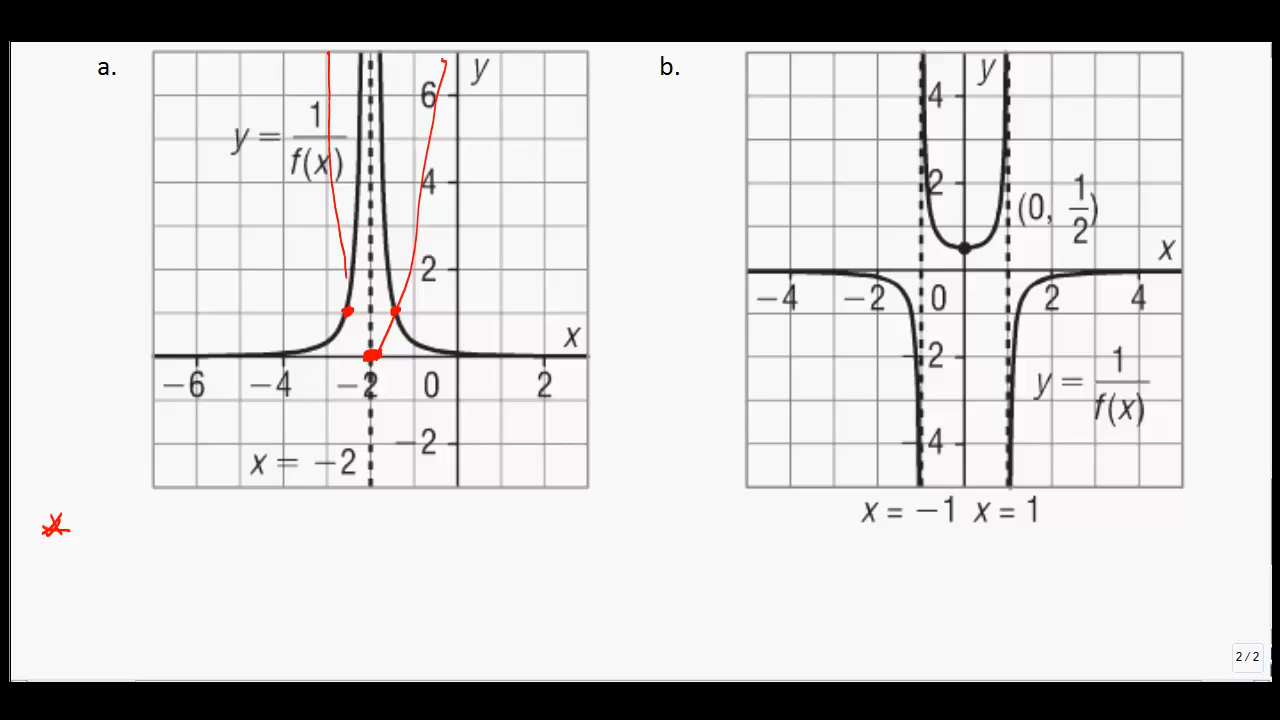 a.
y
6
y = 1/f(x)
4
2
x
−6 −4 −2 0 2
−2
x = −2
b.
y
4
2
(0, 1/2)
x
−4 −2 0 2 4
−2
y = 1/f(x)
−4
x = −1 x = 1
2/2